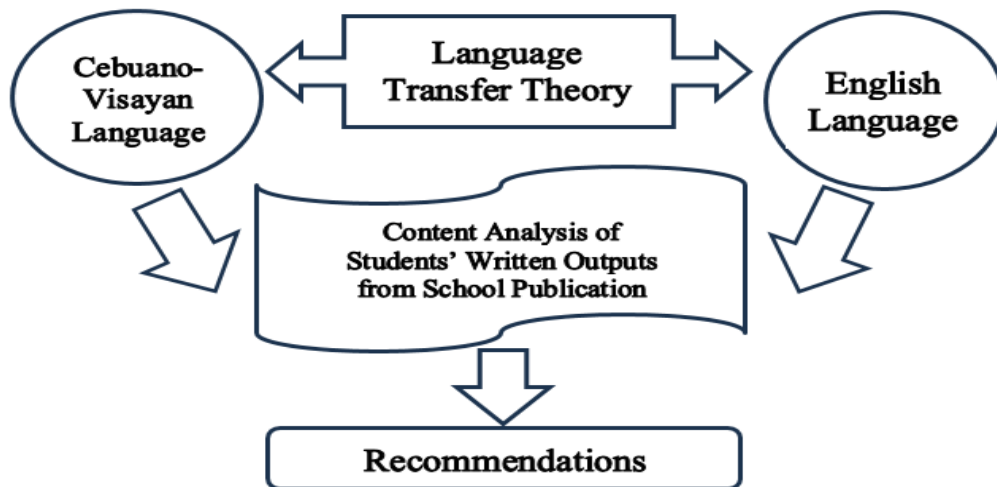 Cebuano-
Visayan
Language
Language
Transfer Theory
English
Language
Content Analysis of
Students' Written Outputs
from School Publication
Recommendations